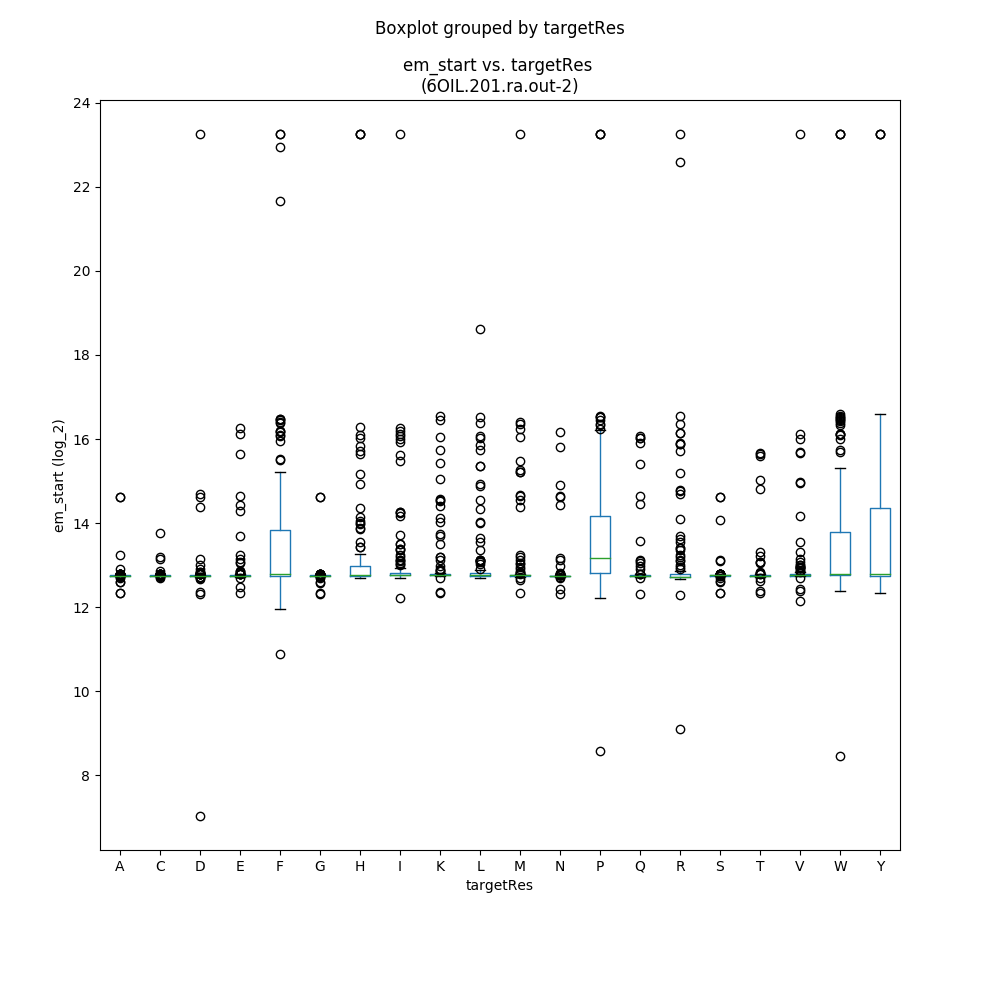 Boxplot grouped by targetRes
em_start vs. targetRes
(6OIL.201.ra.out-2)
24
22
20
18
16
14
12
10
8
em_start (log_2)
A C D E F G H I K L M N P Q R S T V W Y
targetRes